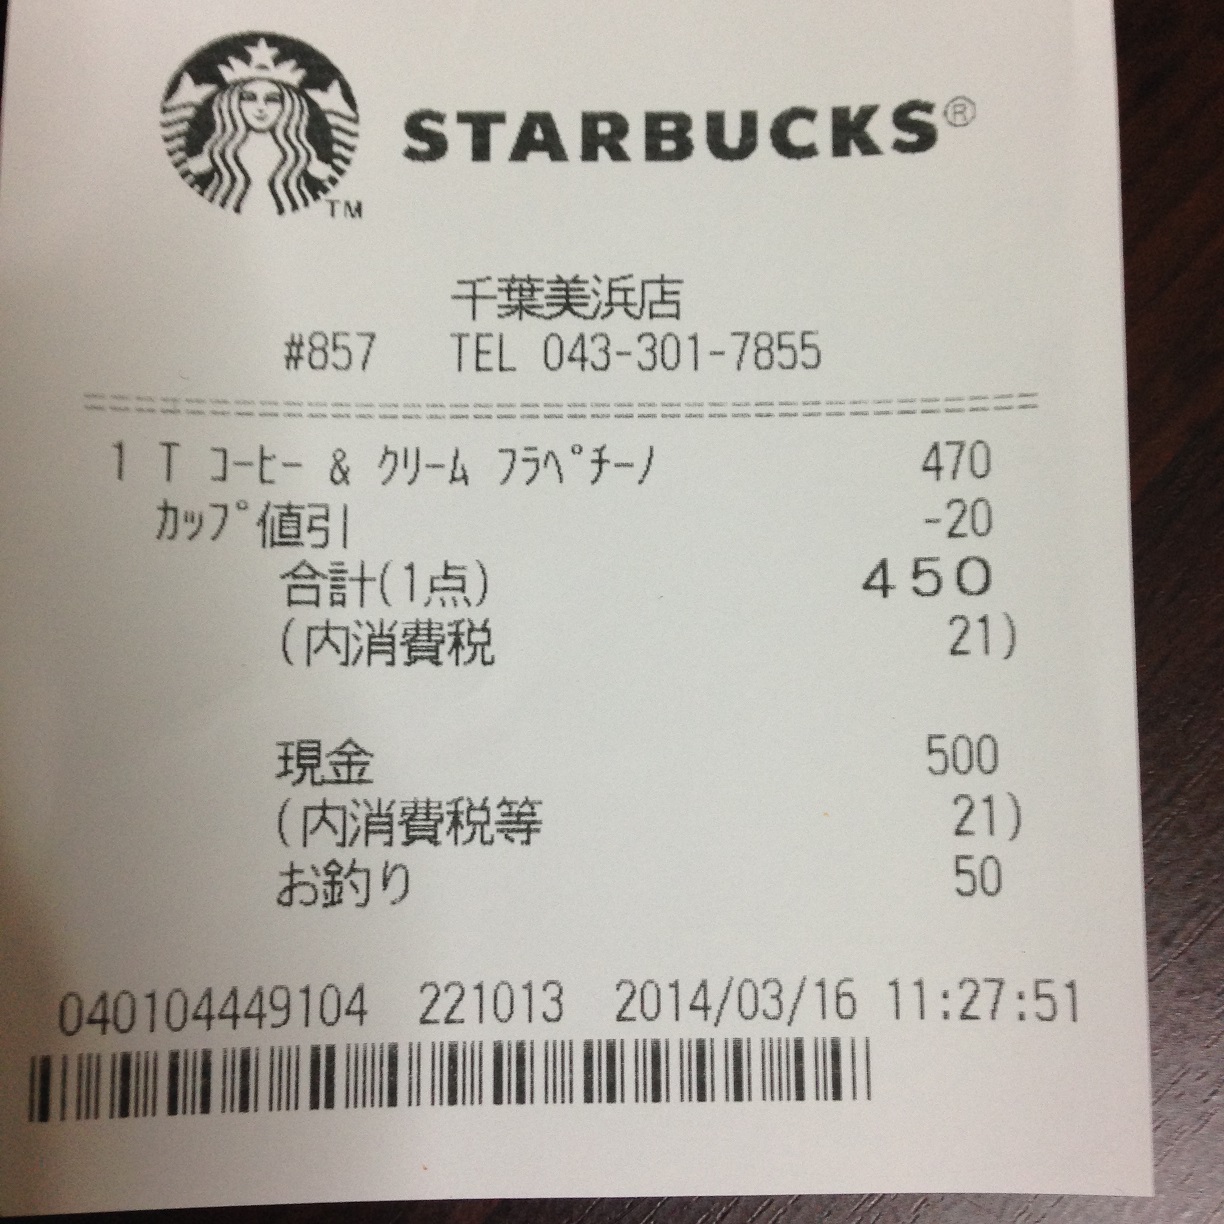 STARBUCKS®
TM
千葉美浜店
#857 TEL 043-301-7855
1 T ｺｰﾋｰ & ｸﾘｰﾑ ﾌﾗﾍﾟﾁｰﾉ 470
ｶｯﾌﾟ値引 -20
合計(1点) 450
(内消費税 21)
現金 500
(内消費税等 21)
お釣り 50
040104449104 221013 2014/03/16 11:27:51